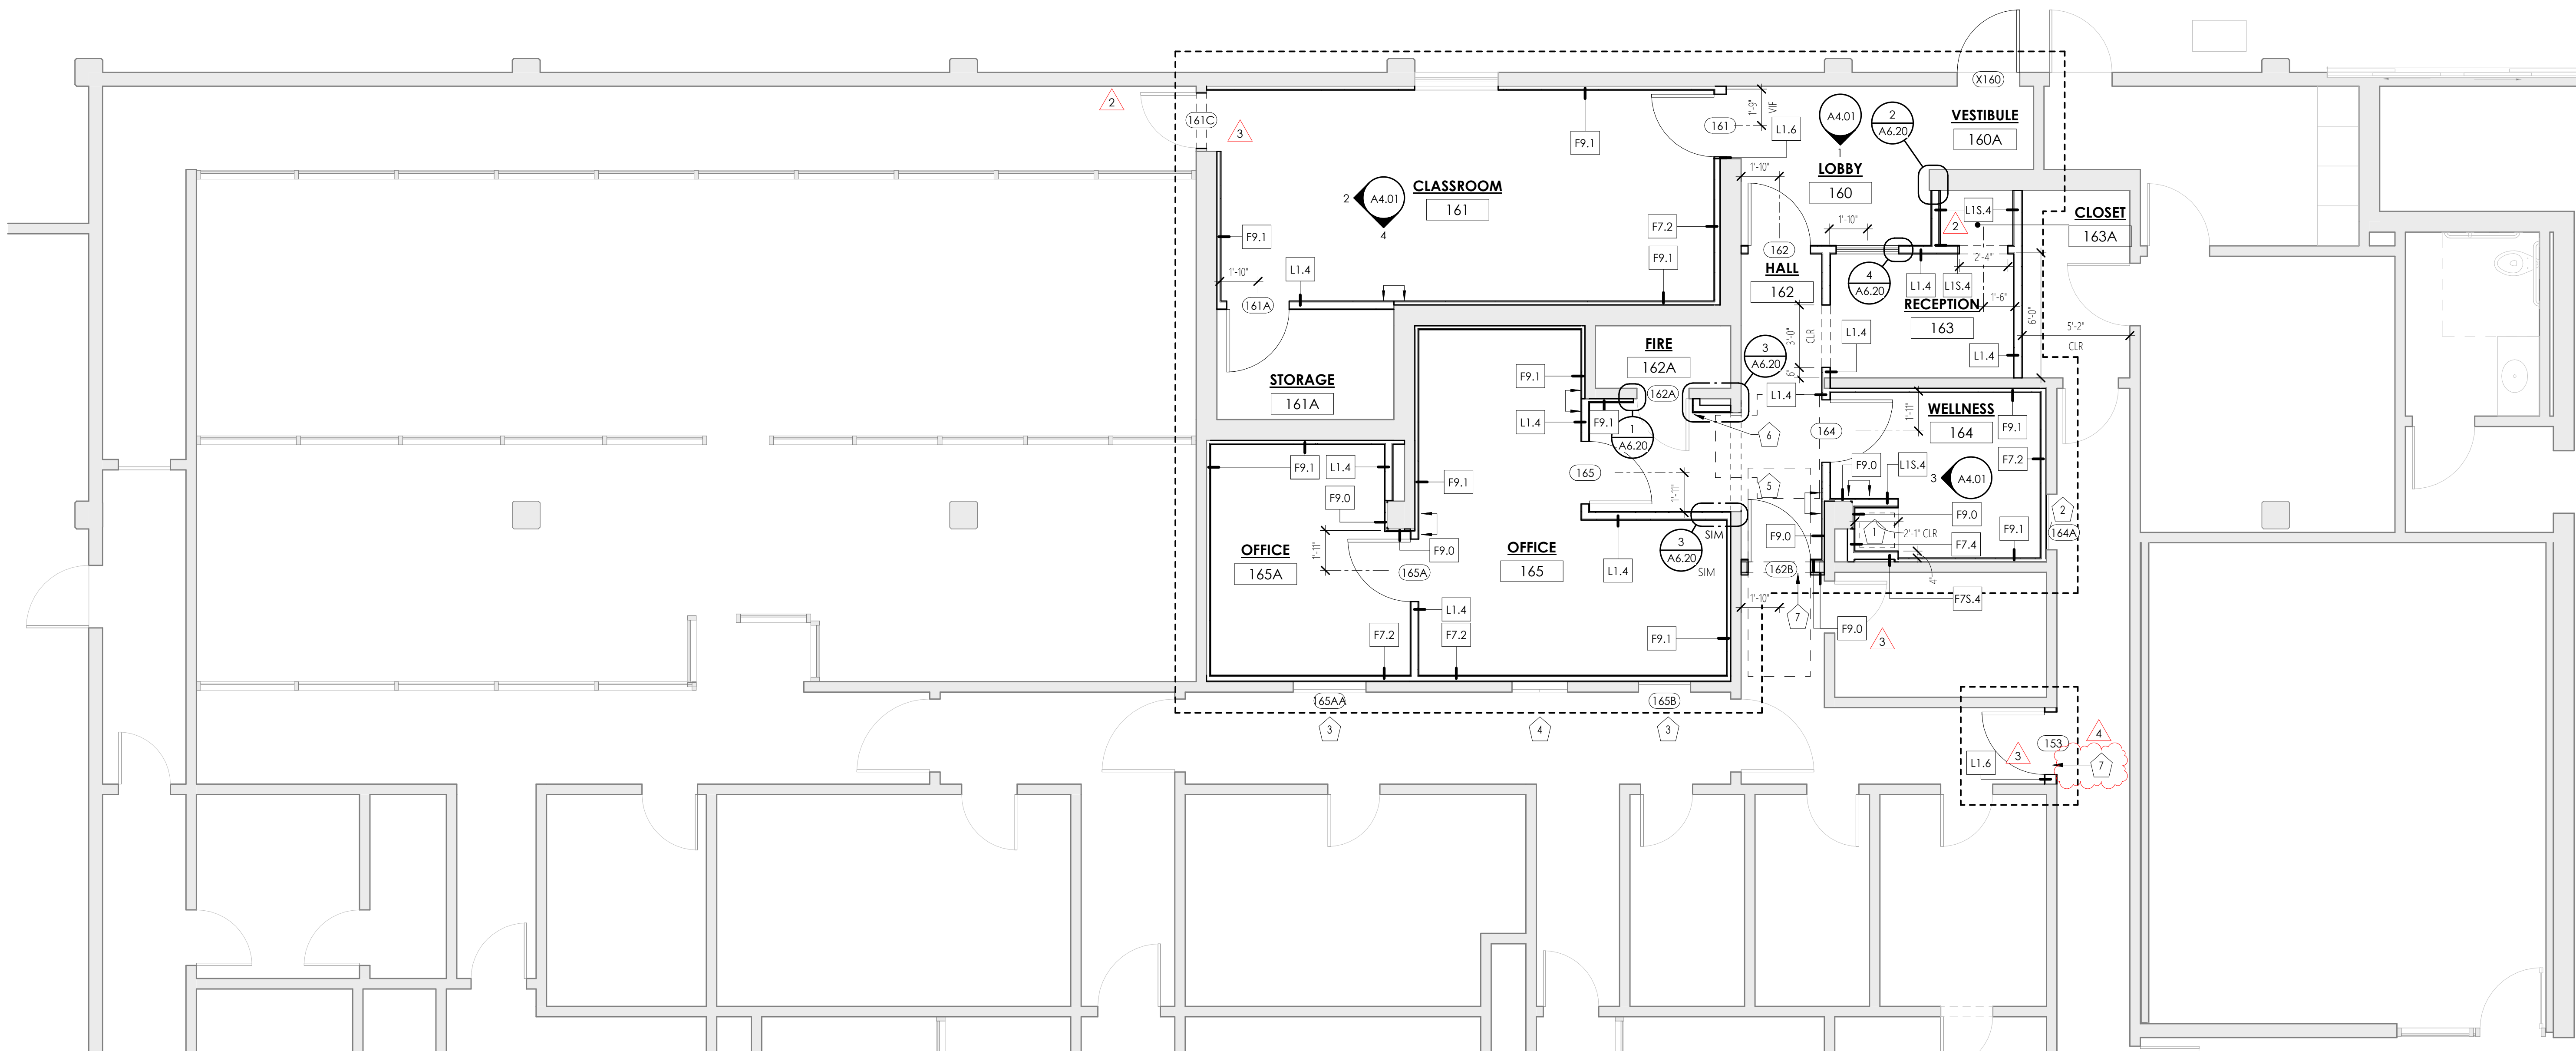 X160
2
161C
3
1'-9"
VIF
161
L1.6
A4.01
1
2
A6.20
VESTIBULE
160A
F9.1
1'-10"
LOBBY
160
2
A4.01
4
CLASSROOM
161
F7.2
F9.1
F9.1
1'-10"
L1S.4
2
CLOSET
163A
162
HALL
162
4
A6.20
L1.4
L1S.4
2'-4"
1'-10"
L1.4
161A
RECEPTION
163
1'-6"
6'-0"
5'-2"
CLR
3'-0"
CLR
L1.4
L1.4
6"
FIRE
162A
3
A6.20
STORAGE
161A
F9.1
162A
L1.4
L1.4
F9.1
1
A6.20
6
164
1'-11"
WELLNESS
164
F9.1
F9.1
L1.4
F9.0
F9.1
165
1'-11"
5
F9.0
L1S.4
3
A4.01
F7.2
F9.0
1
2'-1" CLR
F7.4
F9.1
2
164A
OFFICE
165A
1'-11"
F9.0
165A
OFFICE
165
L1.4
SIM
3
A6.20
SIM
F9.0
162B
4"
F7S.4
1'-10"
7
F9.0
3
L1.4
F7.2
F7.2
F9.1
165AA
3
4
165B
3
153
4
3
L1.6
7